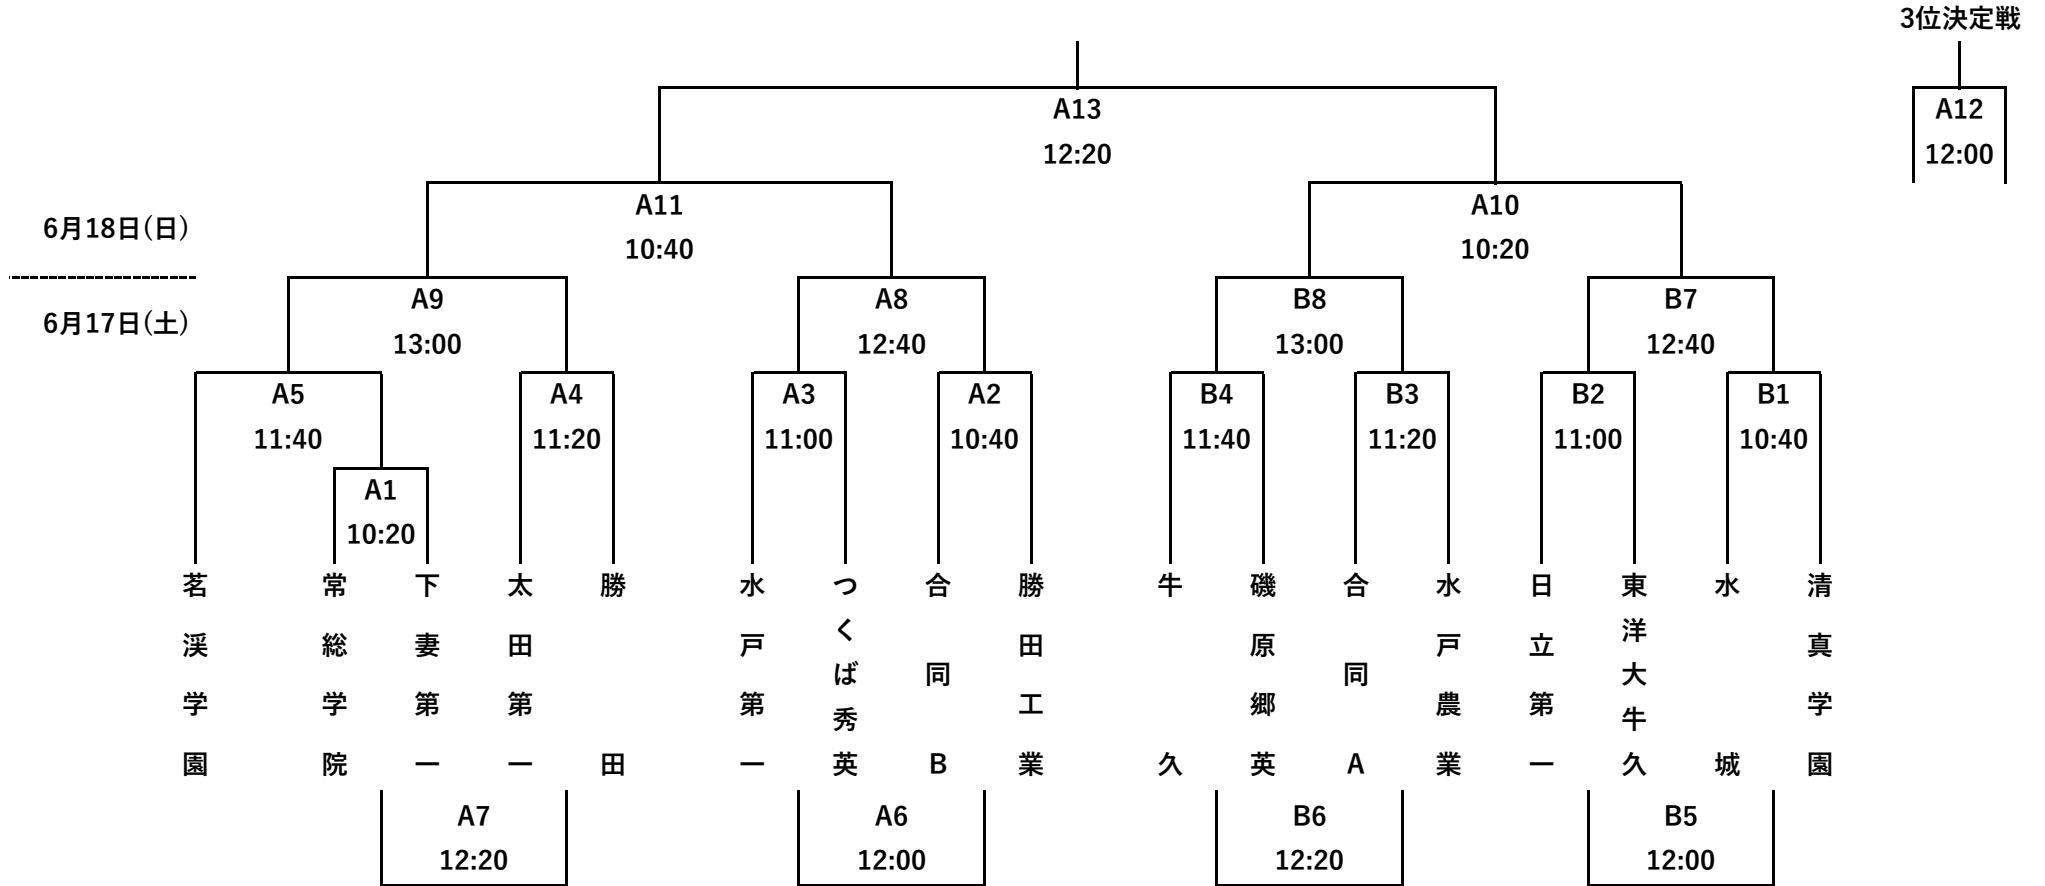 3位決定戦
A13
12:20
A12
12:00
6月18日(日)
A11
10:40
A10
10:20
6月17日(土)
A9
13:00
A8
12:40
B8
13:00
B7
12:40
A5
11:40
A4
11:20
A3
11:00
A2
10:40
B4
11:40
B3
11:20
B2
11:00
B1
10:40
A1
10:20
茗渓学園
常総学院
下妻第一
太田第一
勝田
水戸第一
つくば秀英
合同B
勝田工業
牛久
磯原郷英
合同A
水戸農業
日立第一
東洋大牛久
水城
清真学園
A7
12:20
A6
12:00
B6
12:20
B5
12:00